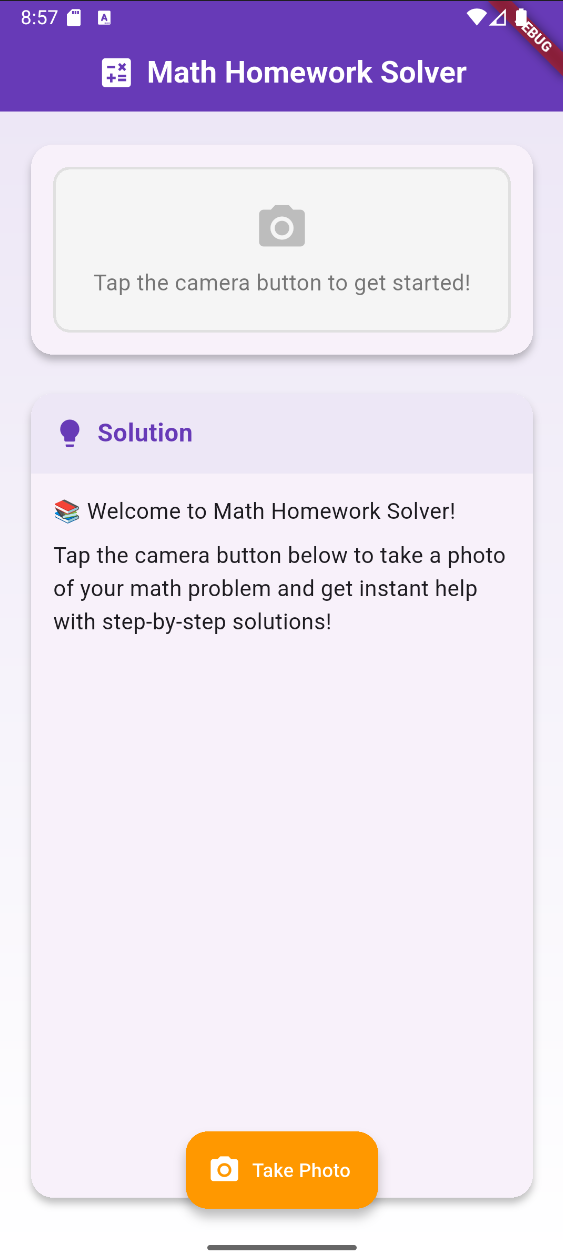 8:57
DEBUG
Math Homework Solver
Tap the camera button to get started!
Solution
📚 Welcome to Math Homework Solver!
Tap the camera button below to take a photo
of your math problem and get instant help
with step-by-step solutions!
Take Photo